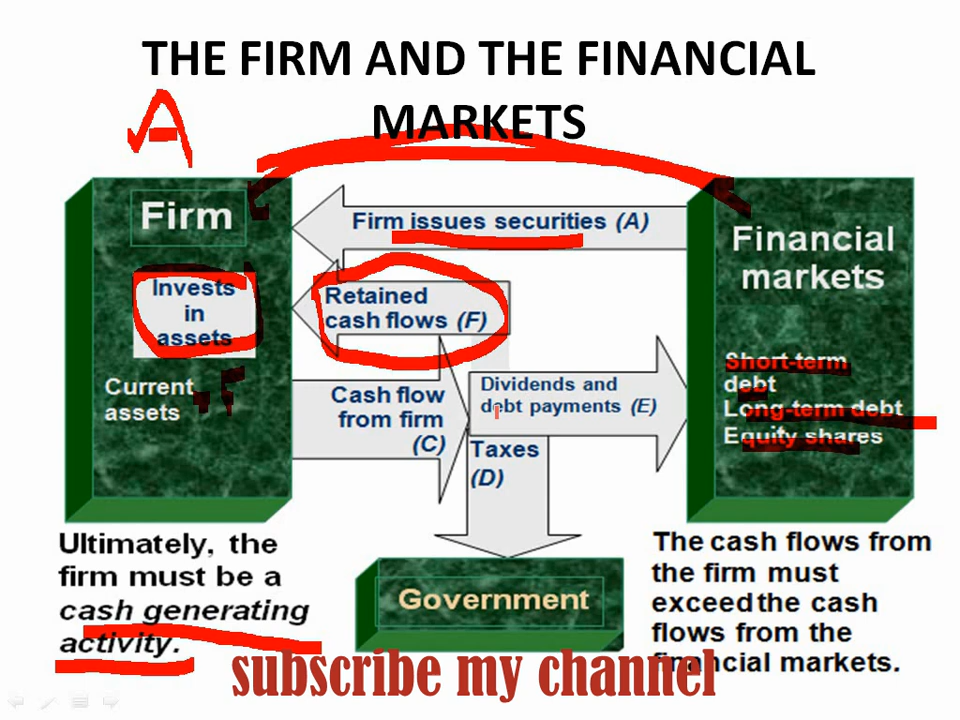 THE FIRM AND THE FINANCIAL
MARKETS
A
Firm
Invests
in
assets
Current
assets
Firm issues securities (A)
Retained
cash flows (F)
Cash flow
from firm
(C)
Dividends and
debt payments (E)
Taxes
(D)
Financial
markets
Short-term
debt
Long-term debt
Equity shares
Ultimately, the
firm must be a
cash generating
activity.
Government
The cash flows from
the firm must
exceed the cash
flows from the
financial markets.
subscribe my channel